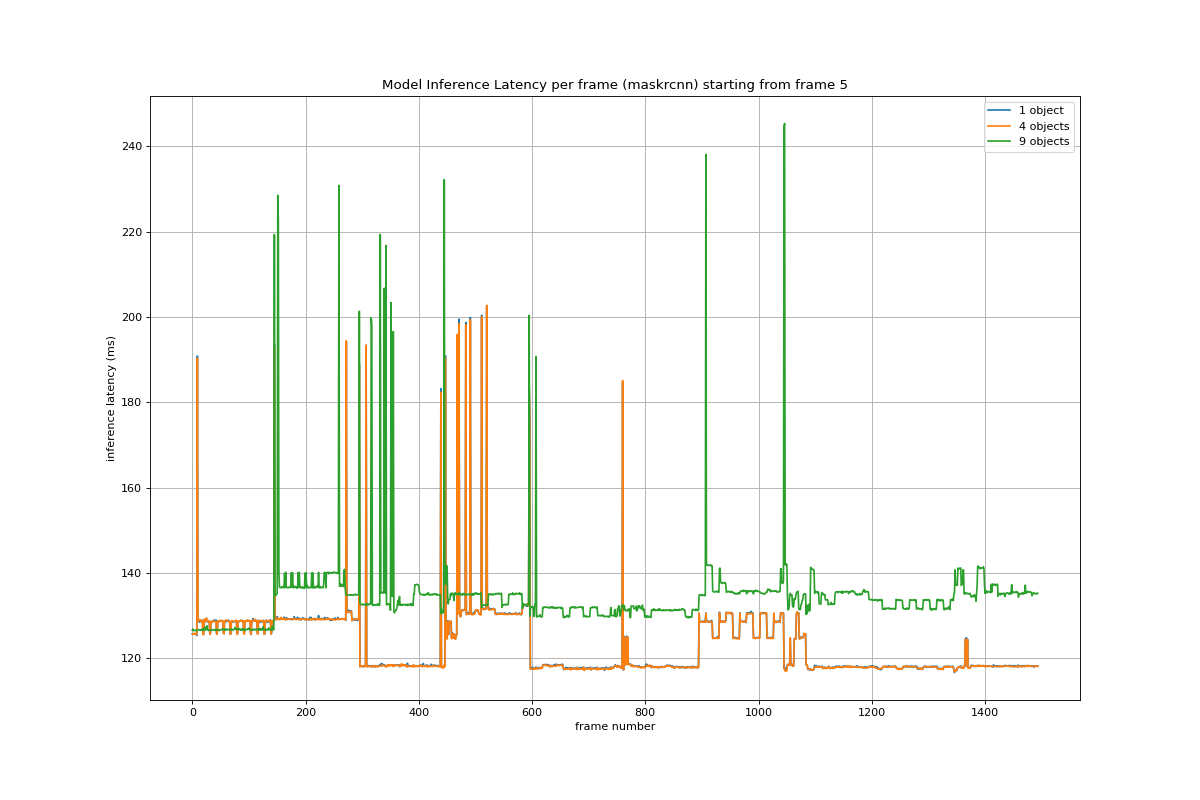 Model Inference Latency per frame (maskrcnn) starting from frame 5
1 object
4 objects
9 objects
240
220
200
180
160
140
120
inference latency (ms)
0 200 400 600 800 1000 1200 1400
frame number